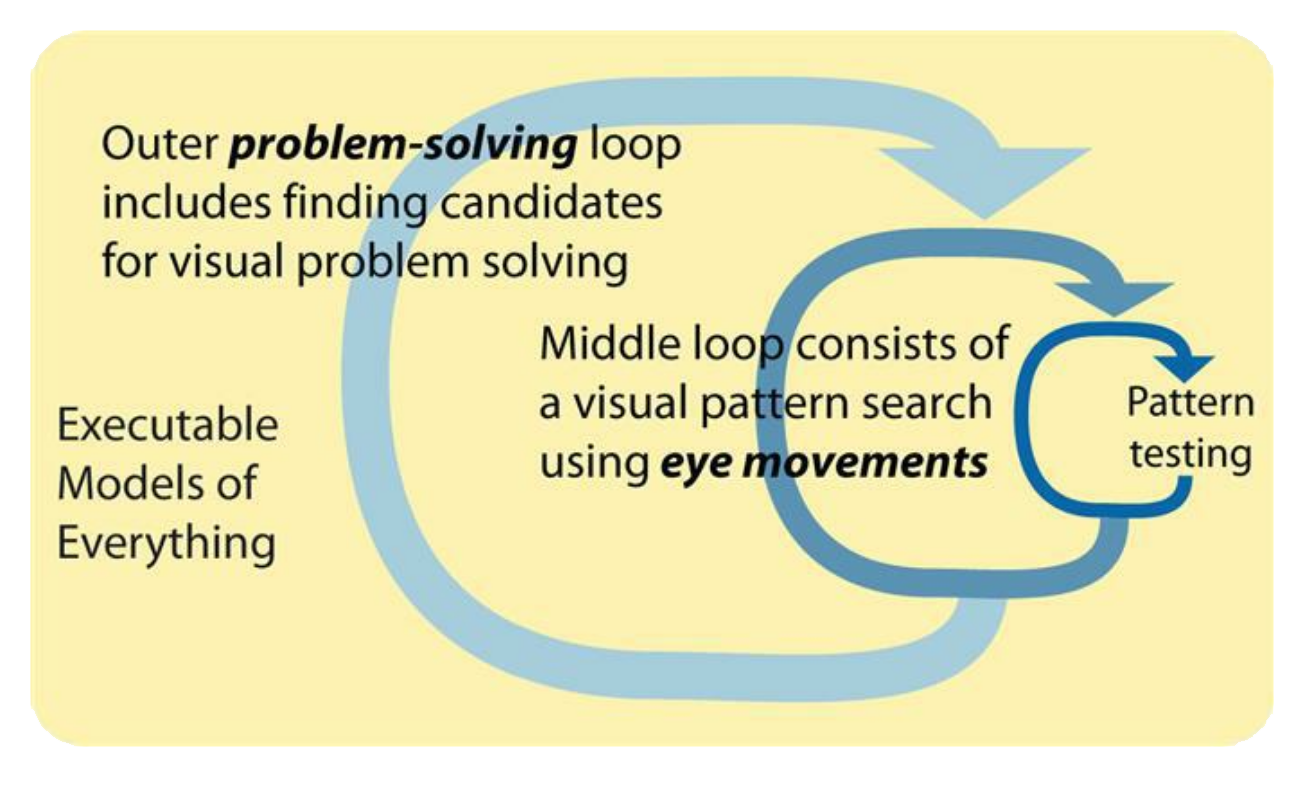 Outer problem-solving loop
includes finding candidates
for visual problem solving
Middle loop consists of
a visual pattern search
using eye movements
Pattern
testing
Executable
Models of
Everything